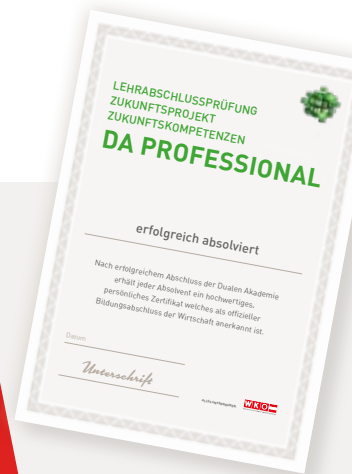 LEHRABSCHLUSSPRÜFUNG
ZUKUNFTSPROJEKT
ZUKUNFTSKOMPETENZEN
DA PROFESSIONAL
erfolgreich absolviert
Nach erfolgreichem Abschluss der Dualen Akademie
erhält jeder Absolvent ein hochwertiges,
persönliches Zertifikat welches als offizieller
Bildungsabschluss der Wirtschaft anerkannt ist.
Datum
Unterschrift
WKO